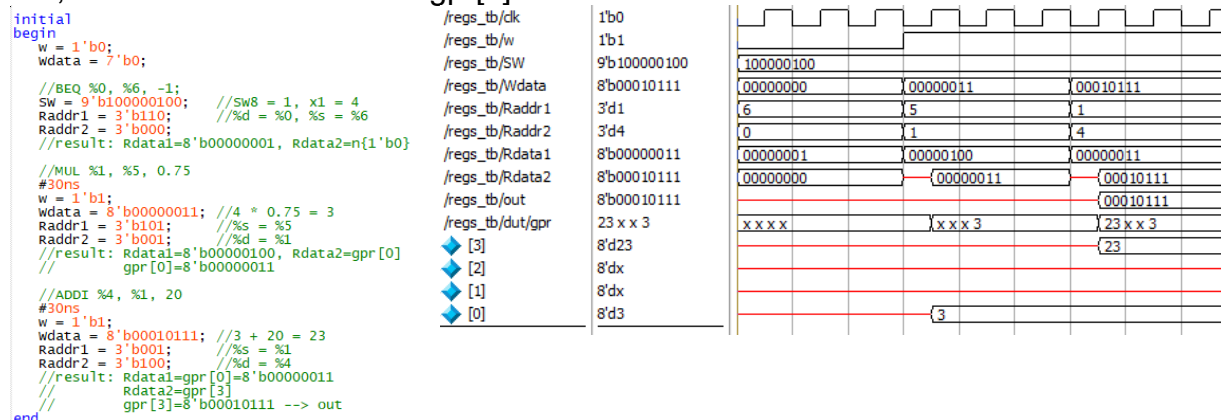 gpr[ ]
initial
begin
w = 1'b0;
wdata = 7'b0;
//BEQ %0, %6, -1;
SW = 9'b100000100; //SW8 = 1, x1 = 4
Raddr1 = 3'b110; //%d = %0, %s = %6
Raddr2 = 3'b000;
//result: Rdata1=8'b00000001, Rdata2=n{1'b0}
//MUL %1, %5, 0.75
#30ns
w = 1'b1;
Wdata = 8'b00000011; //4 * 0.75 = 3
Raddr1 = 3'b101; //%s = %5
Raddr2 = 3'b001; //%d = %1
//result: Rdata1=8'b00000100, Rdata2=gpr[0]
// gpr[0]=8'b00000011
//ADDI %4, %1, 20
#30ns
w = 1'b1;
Wdata = 8'b00010111; //3 + 20 = 23
Raddr1 = 3'b001; //%s = %1
Raddr2 = 3'b100; //%d = %4
//result: Rdata1=gpr[0]=8'b00000011
// Rdata2=gpr[3]
// gpr[3]=8'b00010111 --> out
end
/regs_tb/clk 1'b0
/regs_tb/w 1'b1
/regs_tb/SW 9'b100000100 100000100
/regs_tb/Wdata 8'b00010111 00000000 00000011 00010111
/regs_tb/Raddr1 3'd1 6 5 1
/regs_tb/Raddr2 3'd4 0 1 4
/regs_tb/Rdata1 8'b00000011 00000001 00000100 00000011
/regs_tb/Rdata2 8'b00010111 00000000 00000011 00010111
/regs_tb/out 8'b00010111 00010111
/regs_tb/dut/gpr 23 x x 3 x x x x x x x 3 23 x x 3
[3] 8'd23 23
[2] 8'dx
[1] 8'dx
[0] 8'd3 3